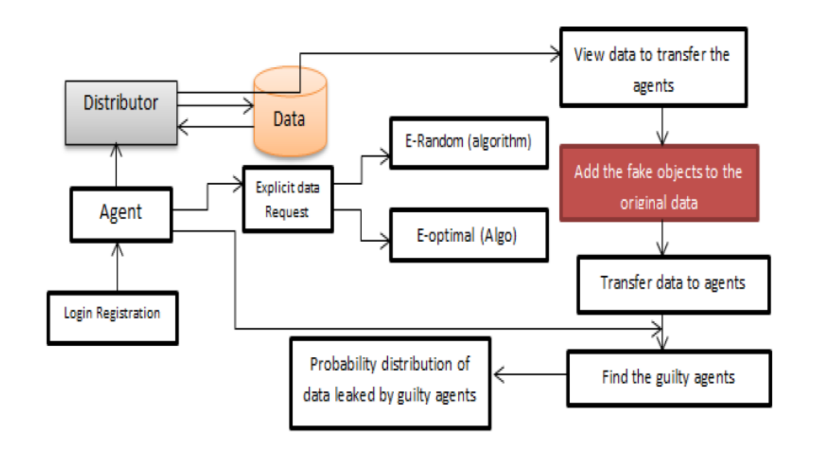 View data to transfer the
agents
Distributor
Data
E-Random (algorithm)
Add the fake objects to the
original data
Explicit data
Request
Agent
E-optimal (Algo)
Transfer data to agents
Login Registration
Probability distribution of
data leaked by guilty agents
Find the guilty agents